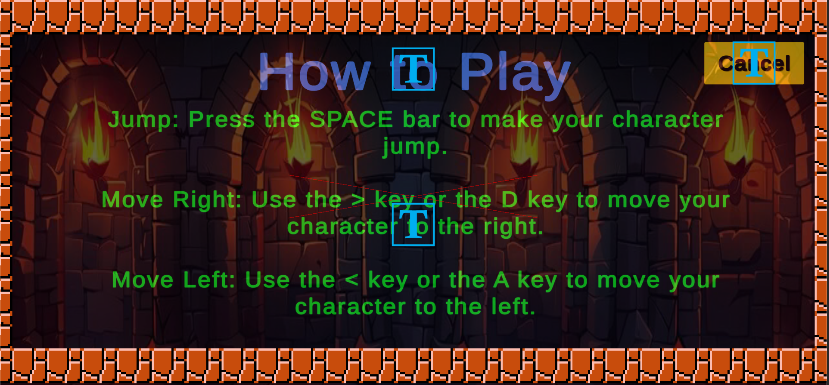 How to Play
Cancel
Jump: Press the SPACE bar to make your character
jump.
Move Right: Use the > key or the D key to move your
character to the right.
Move Left: Use the < key or the A key to move your
character to the left.
T
T
T